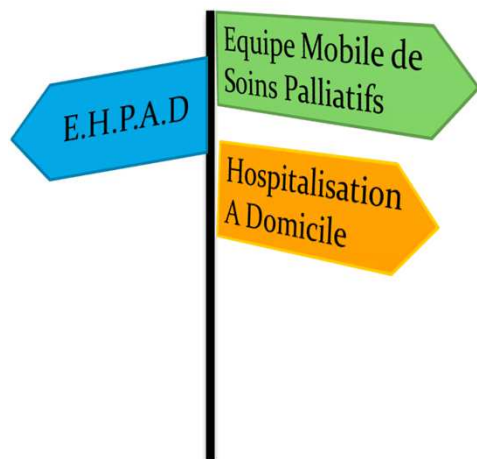 Equipe Mobile de
Soins Palliatifs
E.H.P.A.D
Hospitalisation
A Domicile